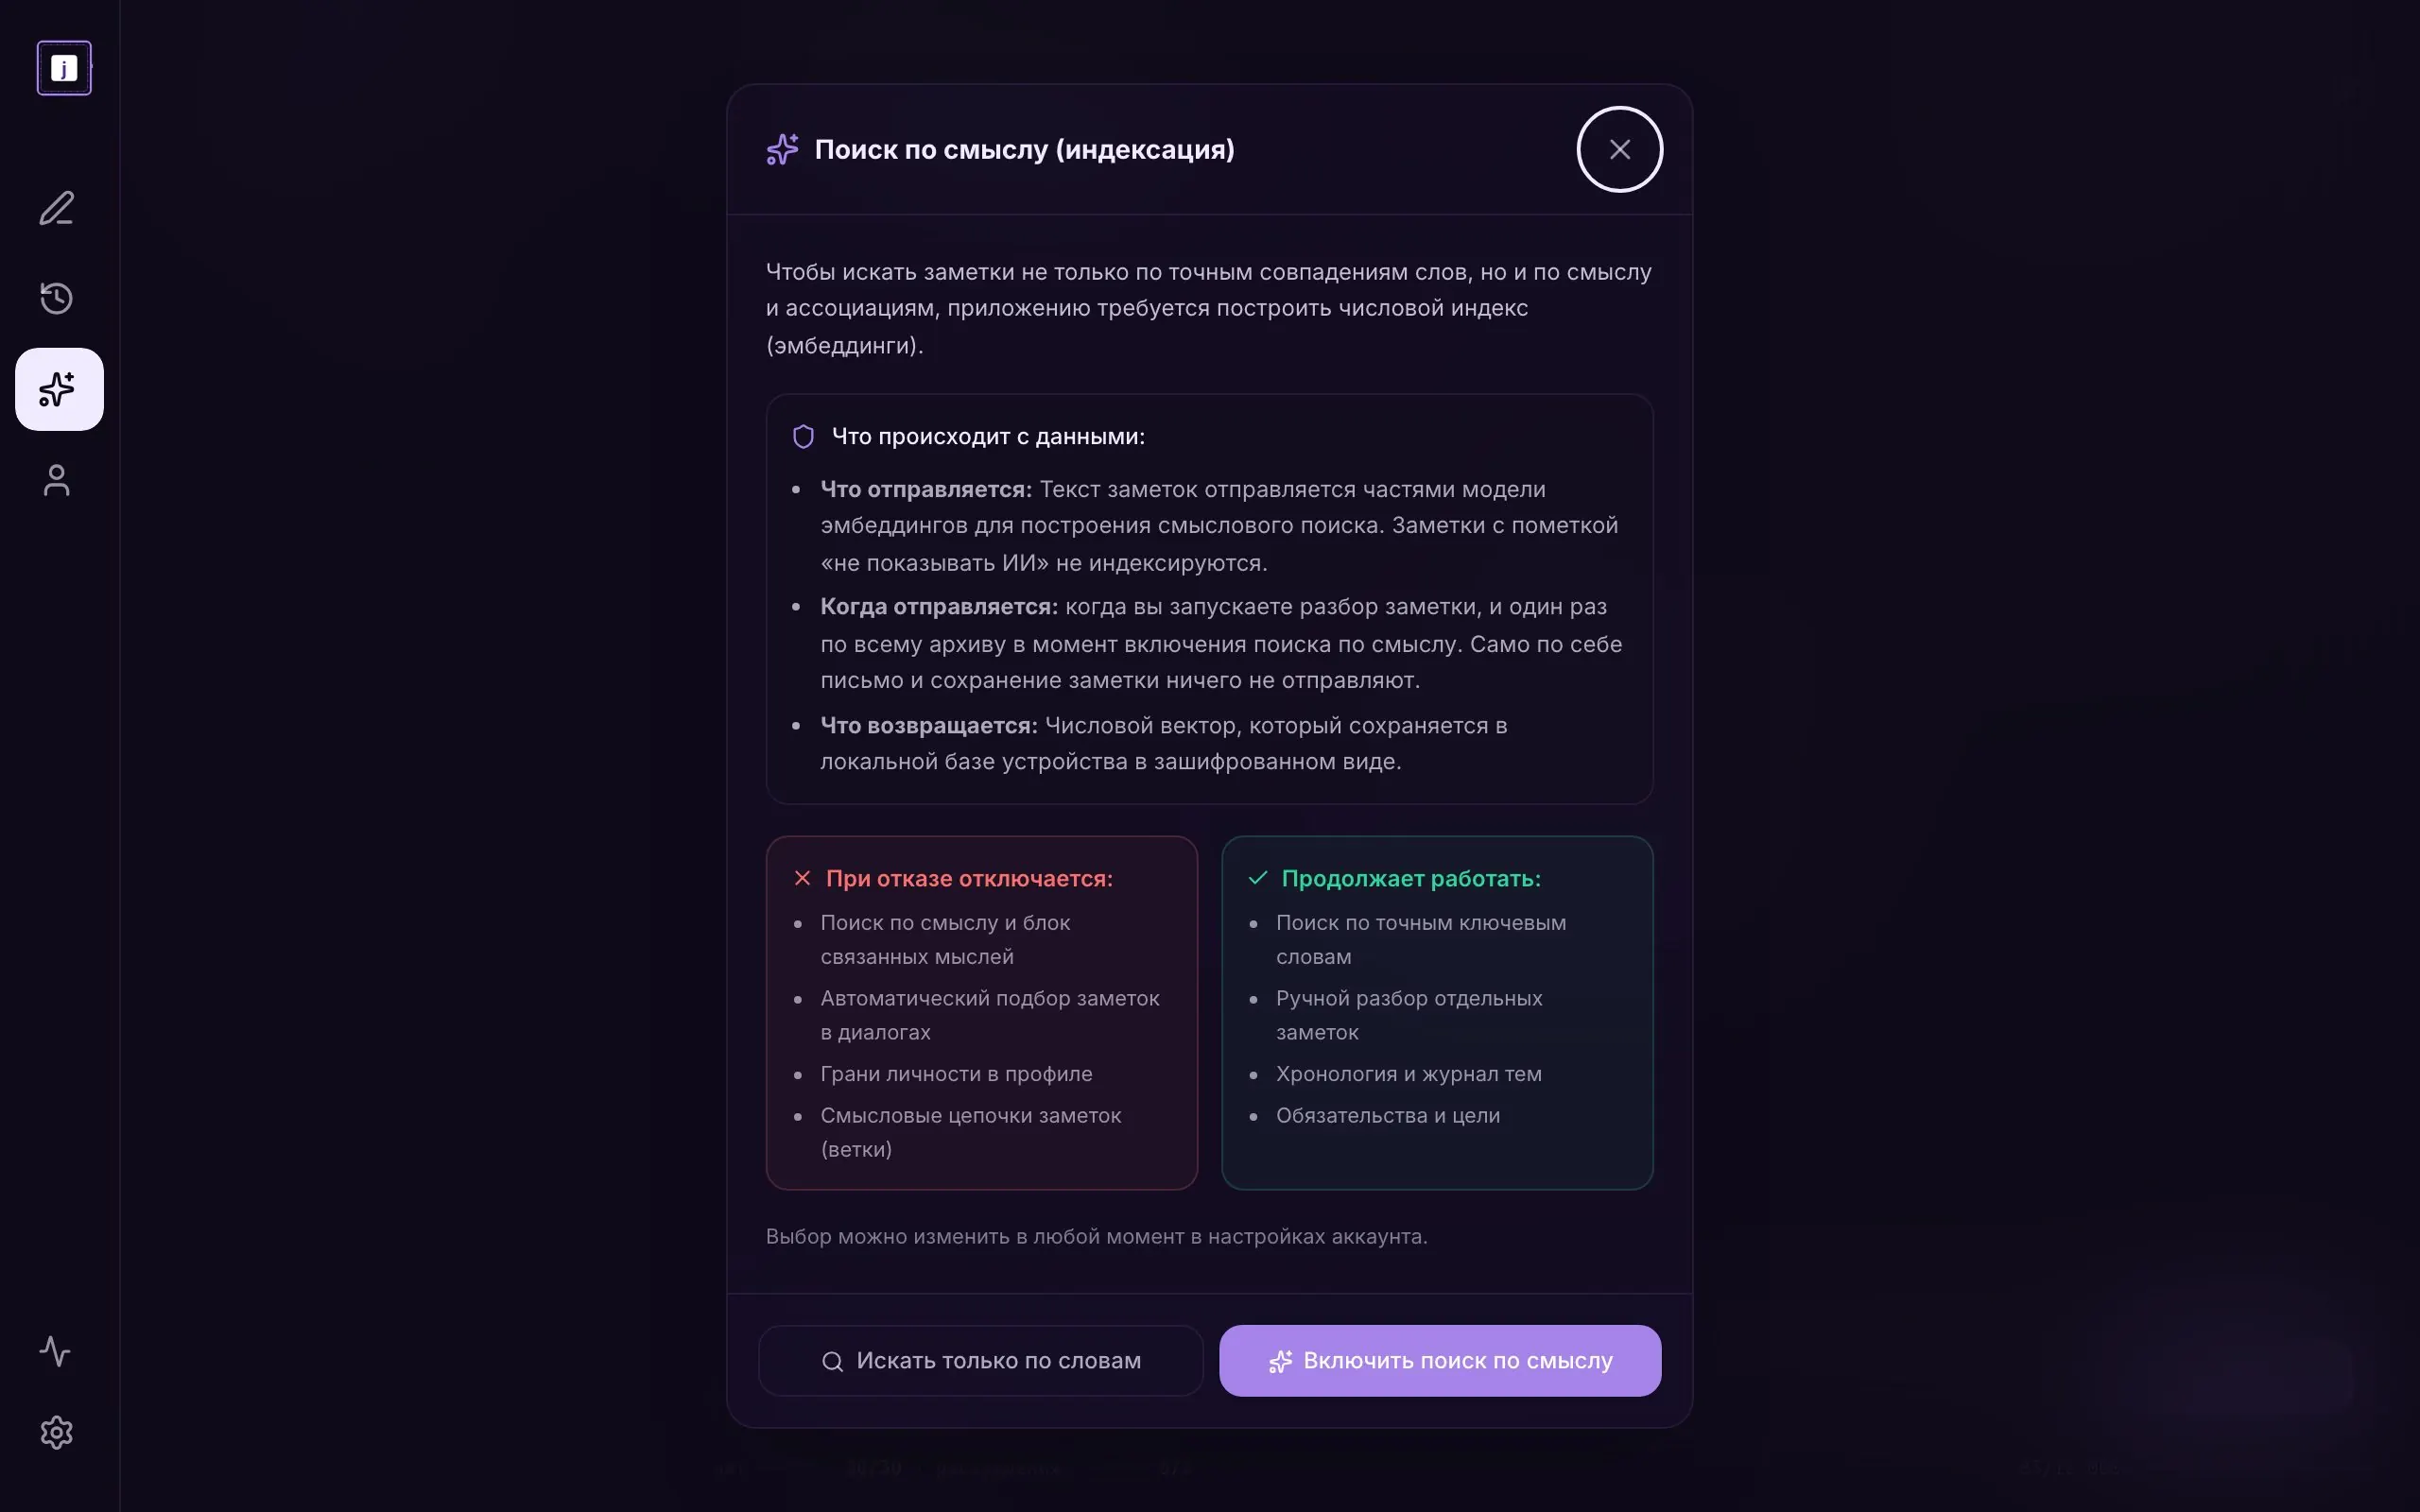 j
Поиск по смыслу (индексация)
Чтобы искать заметки не только по точным совпадениям слов, но и по смыслу
и ассоциациям, приложению требуется построить числовой индекс
(эмбеддинги).
Что происходит с данными:
• Что отправляется: Текст заметок отправляется частями модели
эмбеддингов для построения смыслового поиска. Заметки с пометкой
«не показывать ИИ» не индексируются.
• Когда отправляется: когда вы запускаете разбор заметки, и один раз
по всему архиву в момент включения поиска по смыслу. Само по себе
письмо и сохранение заметки ничего не отправляют.
• Что возвращается: Числовой вектор, который сохраняется в
локальной базе устройства в зашифрованном виде.
При отказе отключается:
• Поиск по смыслу и блок
связанных мыслей
• Автоматический подбор заметок
в диалогах
• Грани личности в профиле
• Смысловые цепочки заметок
(ветки)
Продолжает работать:
• Поиск по точным ключевым
словам
• Ручной разбор отдельных
заметок
• Хронология и журнал тем
• Обязательства и цели
Выбор можно изменить в любой момент в настройках аккаунта.
Искать только по словам
Включить поиск по смыслу